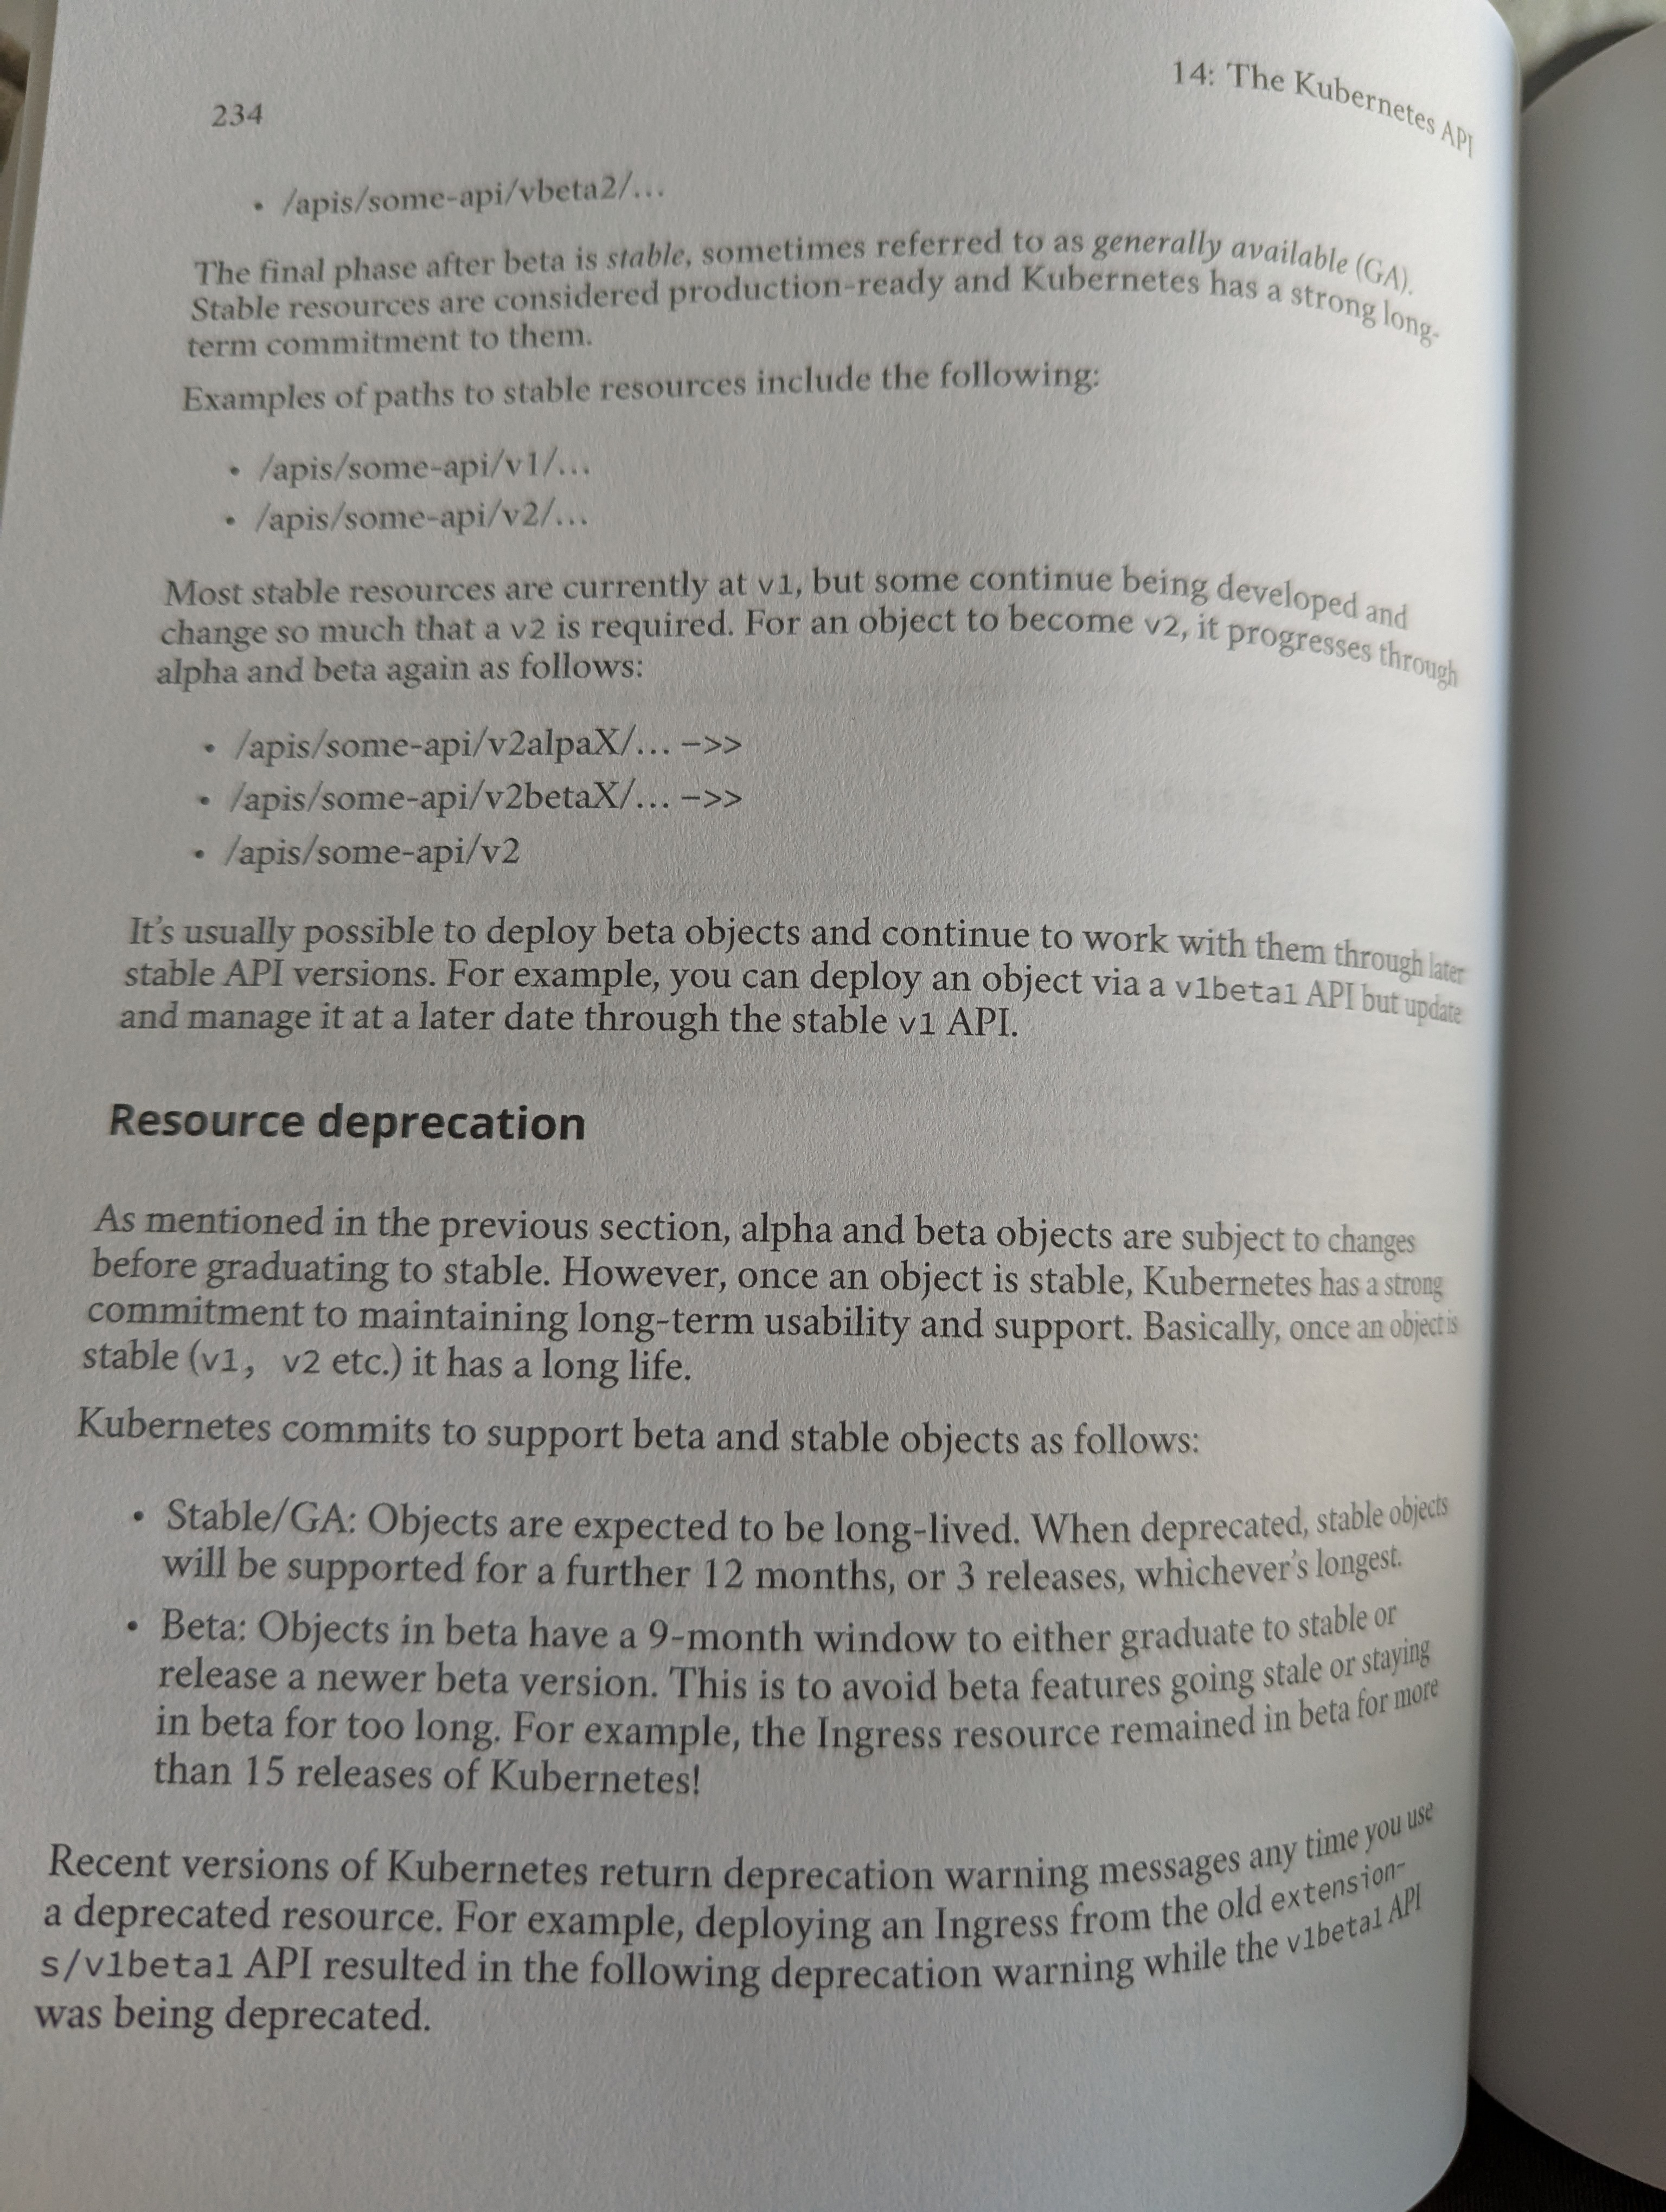 234
14: The Kubernetes API
• /apis/some-api/vbeta2/…
The final phase after beta is stable, sometimes referred to as generally available (GA).
Stable resources are considered production-ready and Kubernetes has a strong long-
term commitment to them.
Examples of paths to stable resources include the following:
• /apis/some-api/v1/…
• /apis/some-api/v2/…
Most stable resources are currently at v1, but some continue being developed and
change so much that a v2 is required. For an object to become v2, it progresses through
alpha and beta again as follows:
• /apis/some-api/v2alpaX/… –>>
• /apis/some-api/v2betaX/… –>>
• /apis/some-api/v2
It’s usually possible to deploy beta objects and continue to work with them through later
stable API versions. For example, you can deploy an object via a v1beta1 API but update
and manage it at a later date through the stable v1 API.
Resource deprecation
As mentioned in the previous section, alpha and beta objects are subject to changes
before graduating to stable. However, once an object is stable, Kubernetes has a strong
commitment to maintaining long-term usability and support. Basically, once an object is
stable (v1, v2 etc.) it has a long life.
Kubernetes commits to support beta and stable objects as follows:
• Stable/GA: Objects are expected to be long-lived. When deprecated, stable objects
will be supported for a further 12 months, or 3 releases, whichever’s longest.
• Beta: Objects in beta have a 9-month window to either graduate to stable or
release a newer beta version. This is to avoid beta features going stale or staying
in beta for too long. For example, the Ingress resource remained in beta for more
than 15 releases of Kubernetes!
Recent versions of Kubernetes return deprecation warning messages any time you use
a deprecated resource. For example, deploying an Ingress from the old extension-
s/v1beta1 API resulted in the following deprecation warning while the v1beta1 API
was being deprecated.